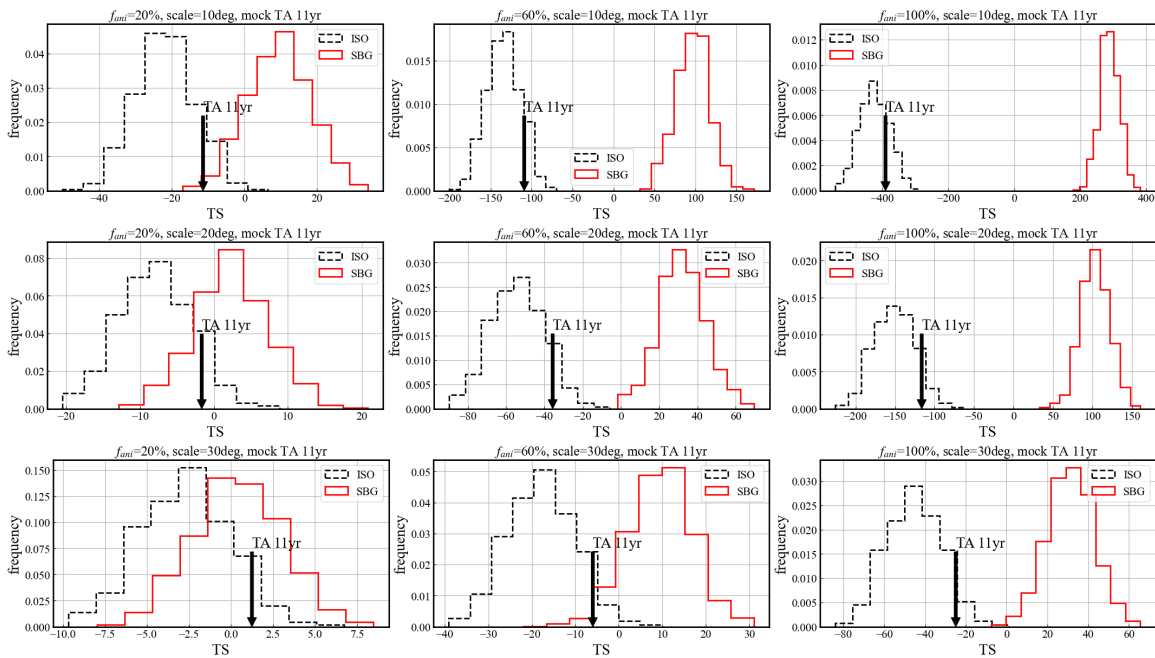 f_ani=20%, scale=10deg, mock TA 11yr
ISO
SBG
TA 11yr
frequency
0.04
0.03
0.02
0.01
0.00
−40 −20 0 20
TS
f_ani=60%, scale=10deg, mock TA 11yr
ISO
SBG
TA 11yr
frequency
0.020
0.015
0.010
0.005
0.000
−200 −150 −100 −50 0 50 100 150
TS
f_ani=100%, scale=10deg, mock TA 11yr
ISO
SBG
TA 11yr
frequency
0.012
0.010
0.008
0.006
0.004
0.002
0.000
−400 −200 0 200 400
TS
f_ani=20%, scale=20deg, mock TA 11yr
ISO
SBG
TA 11yr
frequency
0.08
0.06
0.04
0.02
0.00
−20 −10 0 10 20
TS
f_ani=60%, scale=20deg, mock TA 11yr
ISO
SBG
TA 11yr
frequency
0.030
0.025
0.020
0.015
0.010
0.005
0.000
−80 −60 −40 −20 0 20 40 60
TS
f_ani=100%, scale=20deg, mock TA 11yr
ISO
SBG
TA 11yr
frequency
0.020
0.015
0.010
0.005
0.000
−200 −150 −100 −50 0 50 100 150
TS
f_ani=20%, scale=30deg, mock TA 11yr
ISO
SBG
TA 11yr
frequency
0.150
0.125
0.100
0.075
0.050
0.025
0.000
−10.0 −7.5 −5.0 −2.5 0.0 2.5 5.0 7.5
TS
f_ani=60%, scale=30deg, mock TA 11yr
ISO
SBG
TA 11yr
frequency
0.05
0.04
0.03
0.02
0.01
0.00
−40 −30 −20 −10 0 10 20 30
TS
f_ani=100%, scale=30deg, mock TA 11yr
ISO
SBG
TA 11yr
frequency
0.030
0.025
0.020
0.015
0.010
0.005
0.000
−80 −60 −40 −20 0 20 40 60
TS